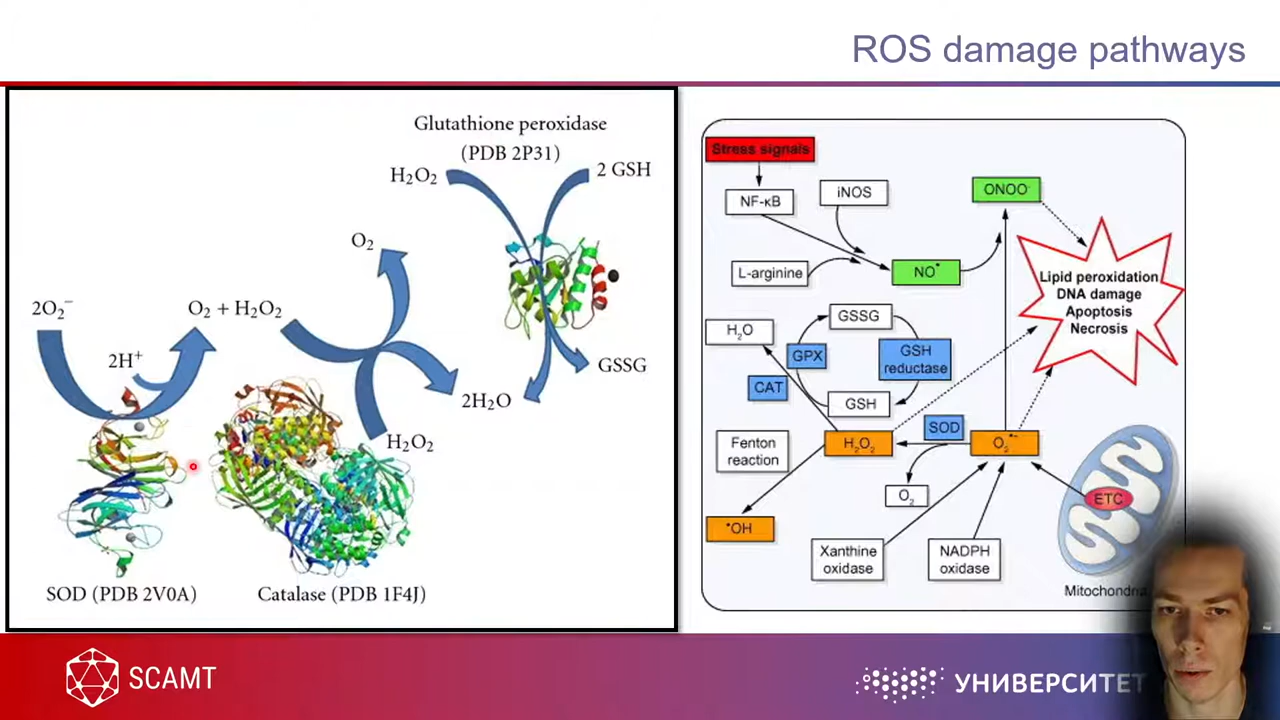 ROS damage pathways
Glutathione peroxidase
(PDB 2P31)
H₂O₂
2 GSH
O₂
2O₂⁻
O₂ + H₂O₂
2H⁺
GSSG
2H₂O
H₂O₂
SOD (PDB 2V0A)
Catalase (PDB 1F4J)
Stress signals
NF-κB
iNOS
ONOO⁻
L-arginine
NO•
Lipid peroxidation
DNA damage
Apoptosis
Necrosis
H₂O
GSSG
GPX
GSH
reductase
CAT
GSH
SOD
Fenton
reaction
H₂O₂
O₂•⁻
O₂
ETC
•OH
Xanthine
oxidase
NADPH
oxidase
Mitochondria
SCAMT
УНИВЕРСИТЕТ